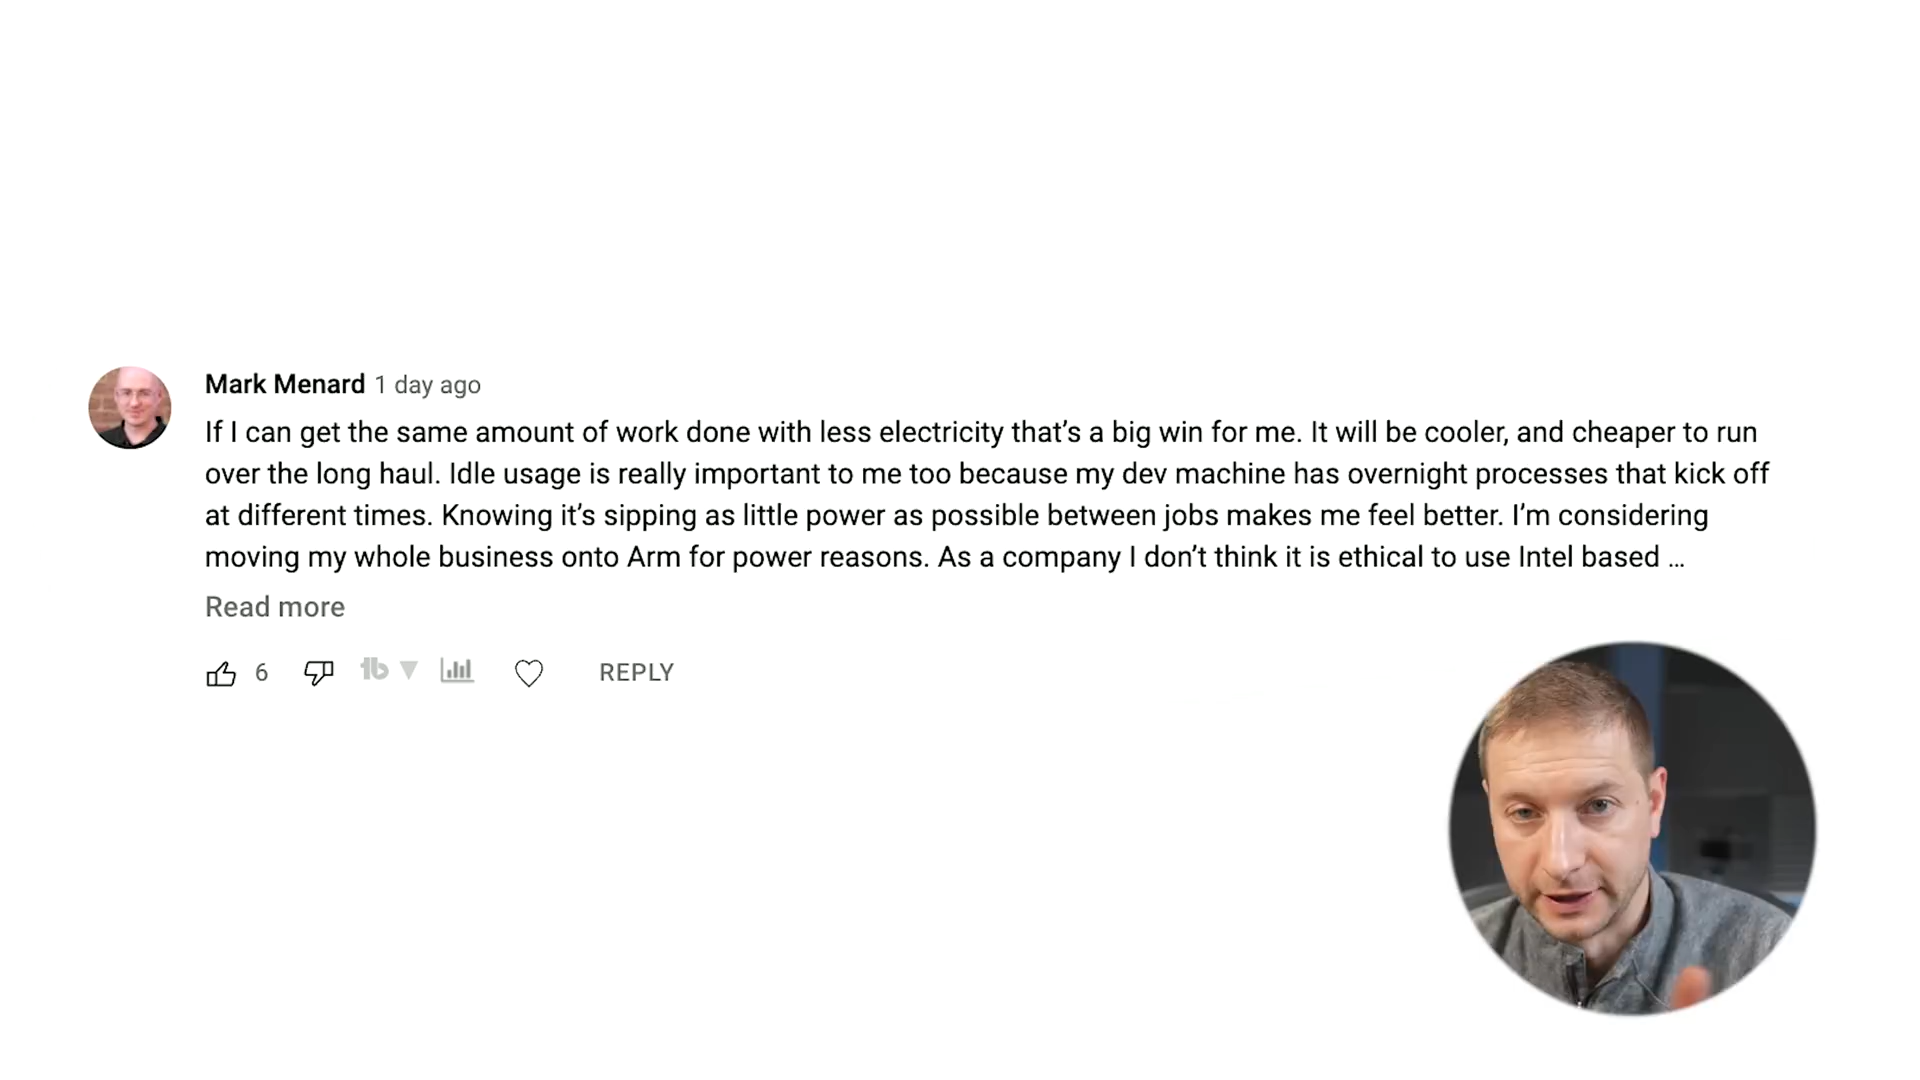 Mark Menard 1 day ago
If I can get the same amount of work done with less electricity that’s a big win for me. It will be cooler, and cheaper to run
over the long haul. Idle usage is really important to me too because my dev machine has overnight processes that kick off
at different times. Knowing it’s sipping as little power as possible between jobs makes me feel better. I’m considering
moving my whole business onto Arm for power reasons. As a company I don’t think it is ethical to use Intel based ...
Read more
6 tb REPLY